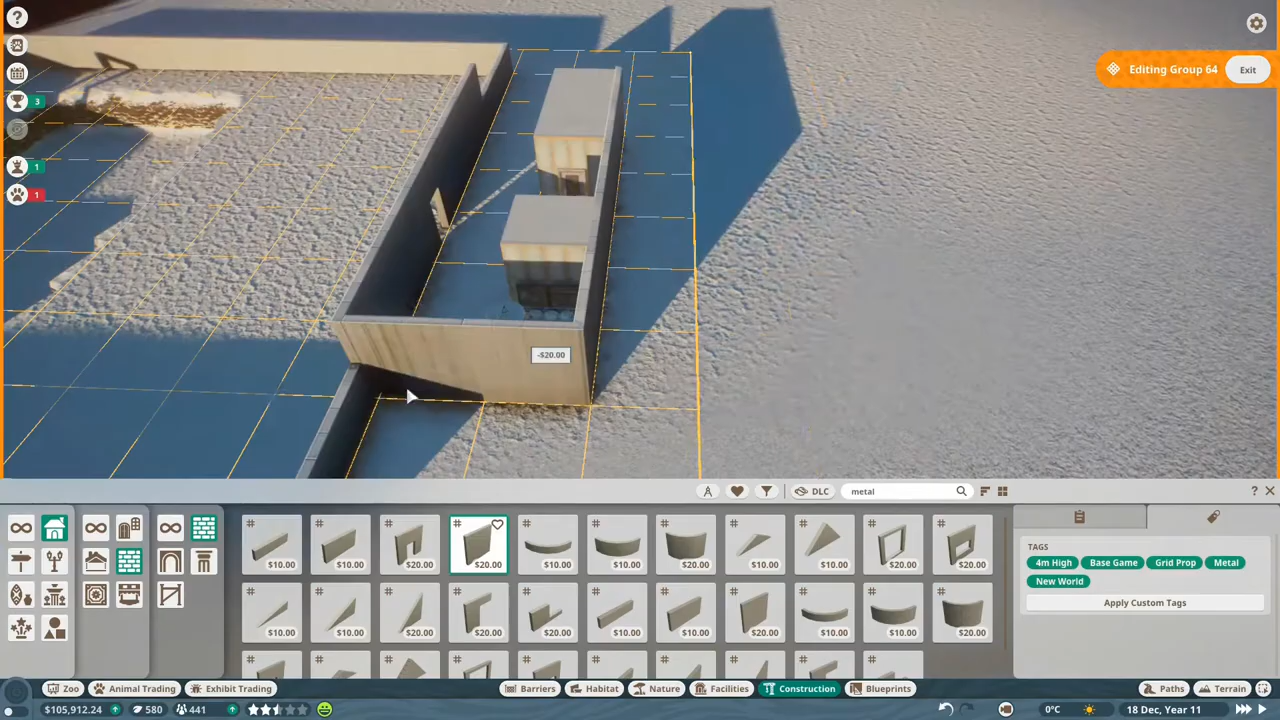 ?
Editing Group 64
Exit
3
1
1
-$20.00
DLC
metal
? ×
# $10.00 # $10.00 # $20.00 # $20.00 # $10.00 # $10.00 # $20.00 # $10.00 # $10.00 # $20.00 # $20.00
# $10.00 # $10.00 # $20.00 # $20.00 # $20.00 # $10.00 # $10.00 # $20.00 # $10.00 # $10.00 # $20.00
# # # # # # # # # #
TAGS
4m High Base Game Grid Prop Metal
New World
Apply Custom Tags
Zoo Animal Trading Exhibit Trading Barriers Habitat Nature Facilities Construction Blueprints Paths Terrain
$105,912.24 580 441 0°C 18 Dec, Year 11